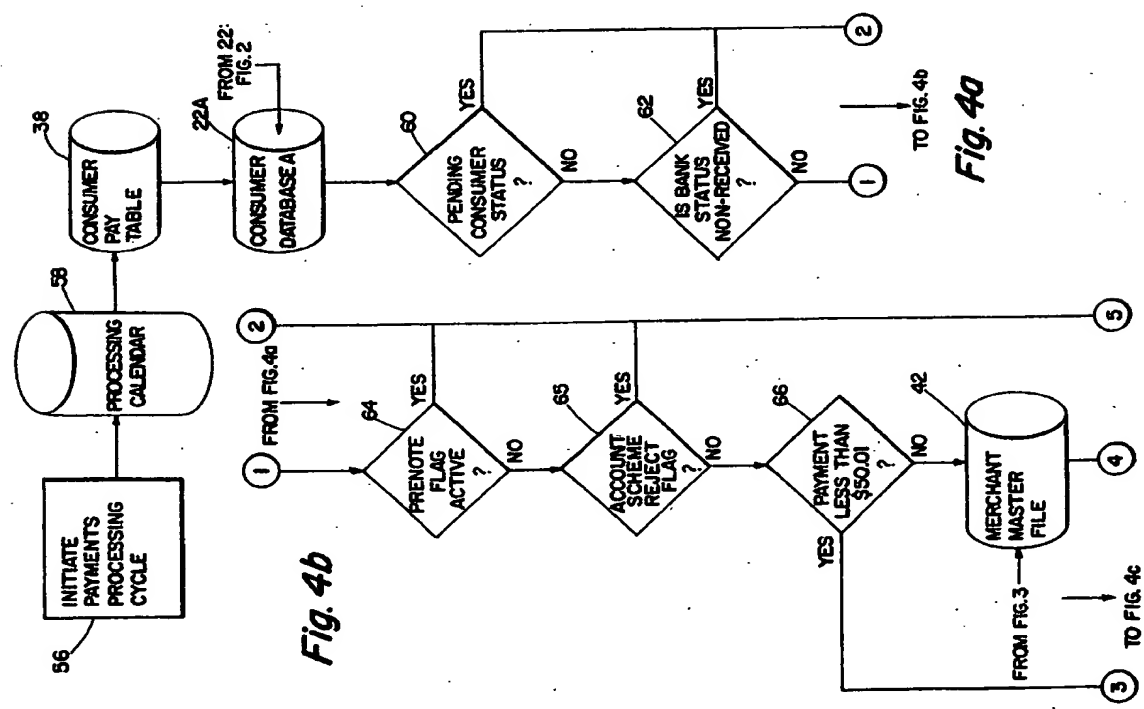 56
INITIATE
PAYMENTS
PROCESSING
CYCLE
58
PROCESSING
CALENDAR
38
CONSUMER
PAY
TABLE
22A
CONSUMER
DATABASE A
FROM 22:
FIG. 2
60
PENDING
CONSUMER
STATUS
?
YES
NO
62
IS BANK
STATUS
NON-RECEIVED
?
YES
NO
1
2
TO FIG. 4b
Fig. 4a
Fig. 4b
1
FROM FIG. 4a
2
64
PRENOTE
FLAG
ACTIVE
?
YES
NO
65
ACCOUNT
SCHEME
REJECT
FLAG
?
YES
NO
66
PAYMENT
LESS THAN
$50.01
?
YES
NO
42
MERCHANT
MASTER
FILE
FROM FIG.3
3
4
5
TO FIG. 4c